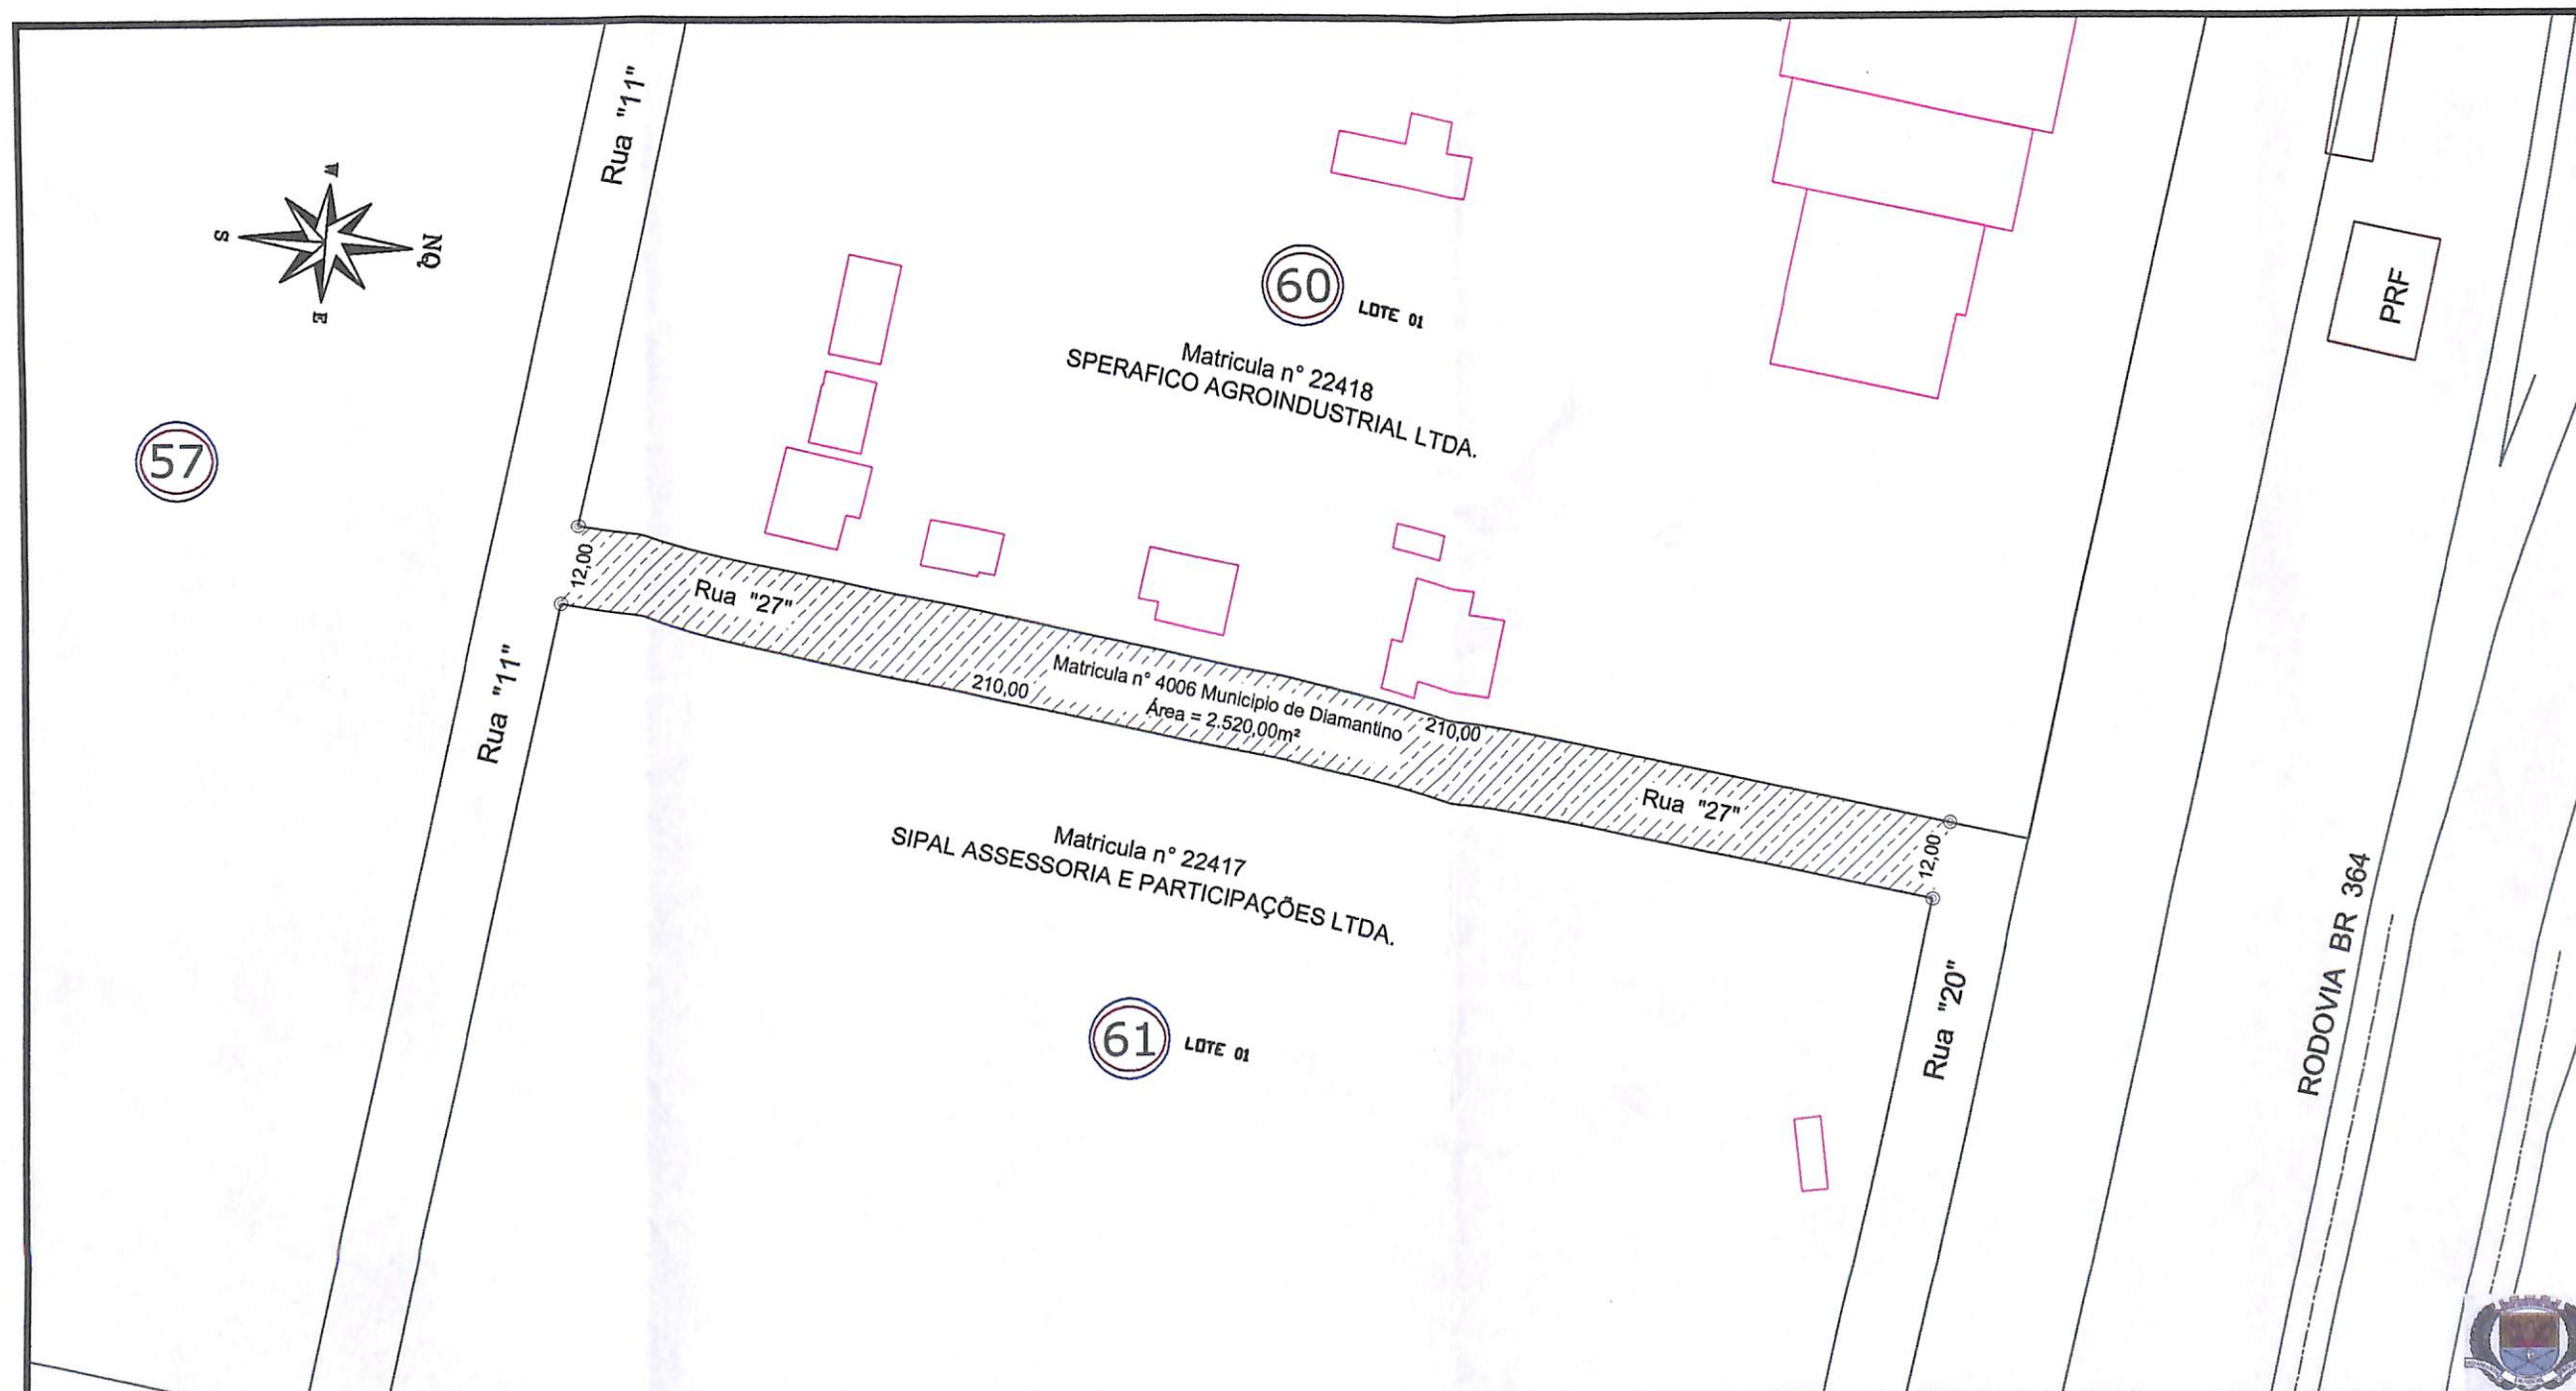 Rua "11"
W
S
NQ
E
60
LOTE 01
Matricula n° 22418
SPERAFICO AGROINDUSTRIAL LTDA.
PRF
57
12,00
Rua "27"
Rua "11"
Matricula n° 4006 Municipio de Diamantino
210,00
Área = 2.520,00m²
210,00
Rua "27"
12,00
Matricula n° 22417
SIPAL ASSESSORIA E PARTICIPAÇÕES LTDA.
61
LOTE 01
Rua "20"
RODOVIA BR 364